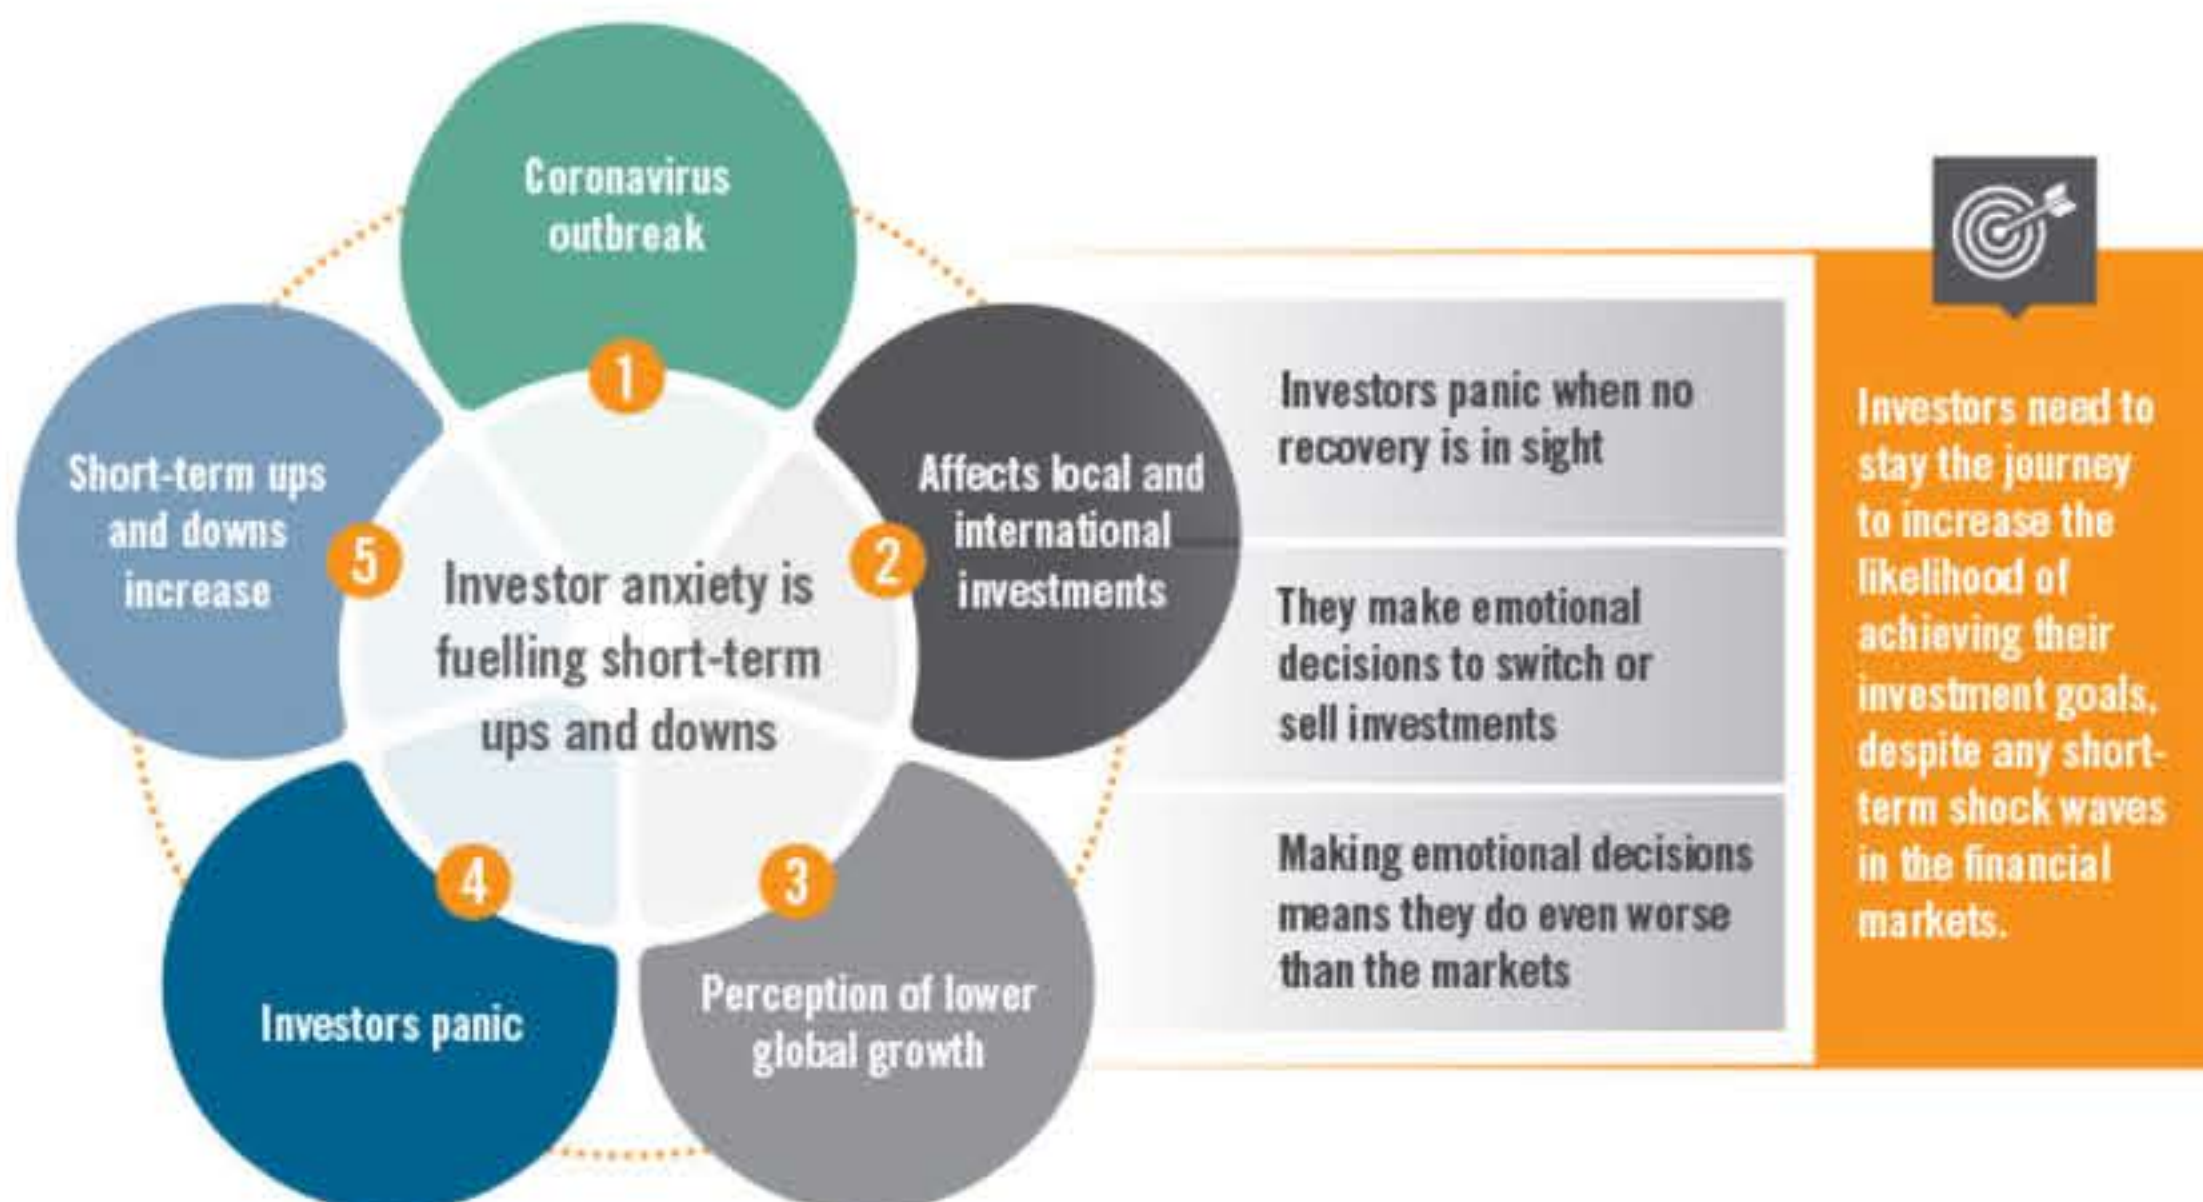 Coronavirus
outbreak
1
Affects local and
international
investments
2
Perception of lower
global growth
3
Investors panic
4
Short-term ups
and downs
increase
5
Investor anxiety is
fuelling short-term
ups and downs
Investors panic when no
recovery is in sight
They make emotional
decisions to switch or
sell investments
Making emotional decisions
means they do even worse
than the markets
Investors need to
stay the journey
to increase the
likelihood of
achieving their
investment goals,
despite any short-
term shock waves
in the financial
markets.